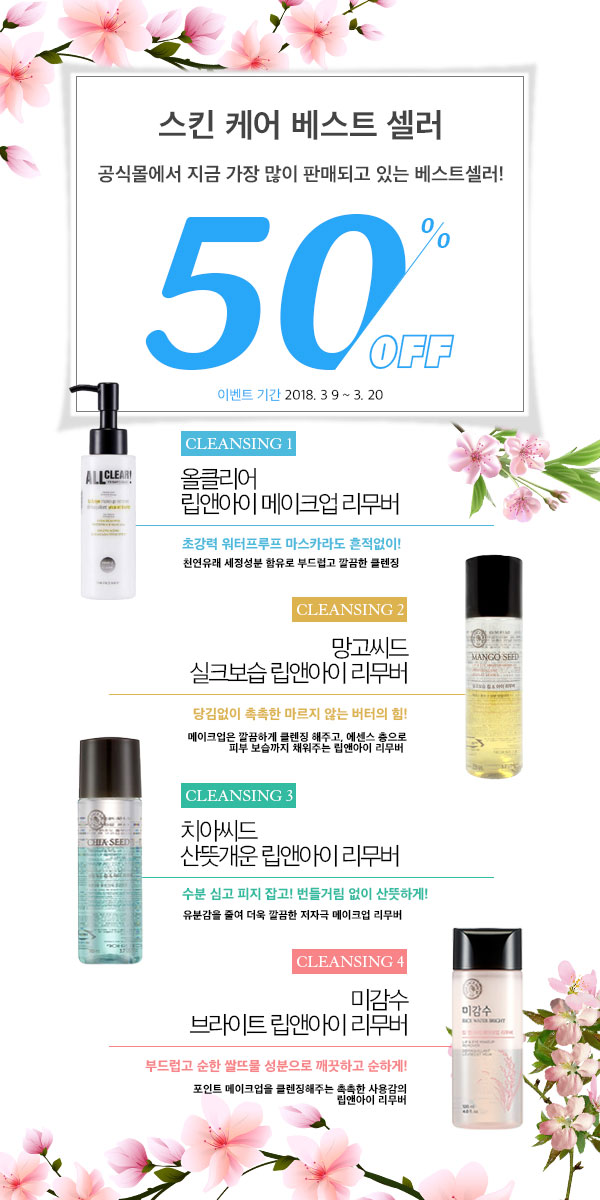 스킨 케어 베스트 셀러
공식몰에서 지금 가장 많이 판매되고 있는 베스트셀러!
50%
OFF
이벤트 기간 2018. 3 9 ~ 3. 20
CLEANSING 1
올클리어
립앤아이 메이크업 리무버
초강력 워터프루프 마스카라도 흔적없이!
천연유래 세정성분 함유로 부드럽고 깔끔한 클렌징
ALL CLEAR!
CLEANSING 2
망고씨드
실크보습 립앤아이 리무버
당김없이 촉촉한 마르지 않는 버터의 힘!
메이크업은 깔끔하게 클렌징 해주고, 에센스 층으로
피부 보습까지 채워주는 립앤아이 리무버
MANGO SEED
CLEANSING 3
치아씨드
산뜻개운 립앤아이 리무버
수분 심고 피지 잡고! 번들거림 없이 산뜻하게!
유분감을 줄여 더욱 깔끔한 저자극 메이크업 리무버
CHIA SEED
CLEANSING 4
미감수
브라이트 립앤아이 리무버
부드럽고 순한 쌀뜨물 성분으로 깨끗하고 순하게!
포인트 메이크업을 클렌징해주는 촉촉한 사용감의
립앤아이 리무버
미감수
RICE WATER BRIGHT